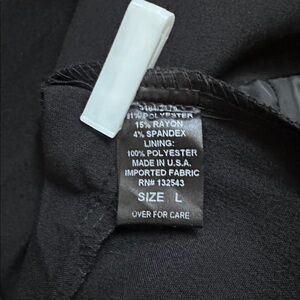 81% POLYESTER
15% RAYON
4% SPANDEX
LINING:
100% POLYESTER
MADE IN U.S.A.
IMPORTED FABRIC
RN# 132543
SIZE L
OVER FOR CARE